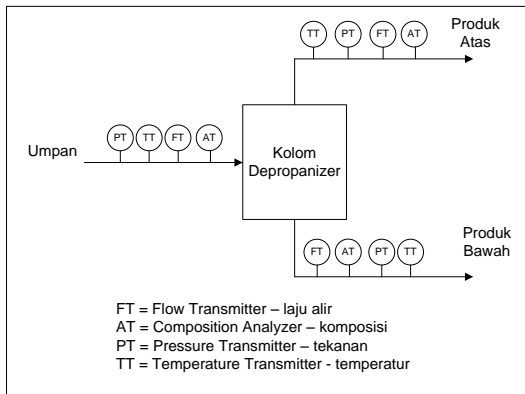 Produk
Atas
TT PT FT AT
PT TT FT AT
Umpan
Kolom
Depropanizer
Produk
Bawah
FT AT PT TT
FT = Flow Transmitter – laju alir
AT = Composition Analyzer – komposisi
PT = Pressure Transmitter – tekanan
TT = Temperature Transmitter - temperatur